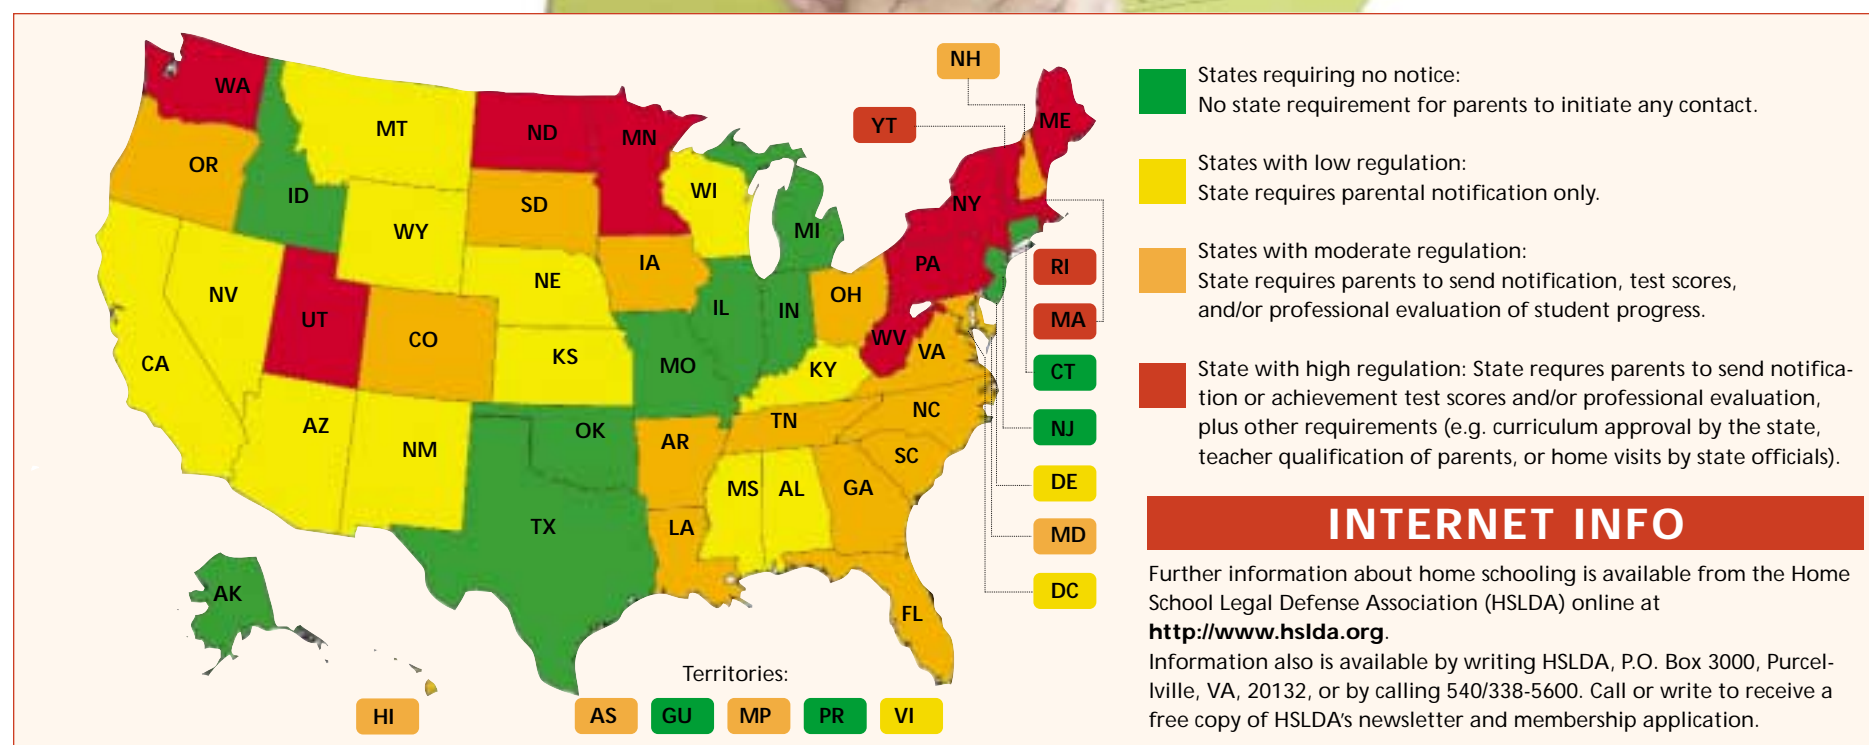 NH
WA
YT
ME
MT
ND
MN
OR
ID
WI
SD
NY
WY
MI
IA
PA
RI
NE
NV
OH
IL
IN
UT
MA
CO
WV
VA
KS
CA
MO
KY
CT
NC
TN
AZ
OK
NJ
AR
NM
SC
MS
AL
GA
DE
TX
LA
MD
AK
DC
FL
Territories:
HI
AS
GU
MP
PR
VI
States requiring no notice:
No state requirement for parents to initiate any contact.
States with low regulation:
State requires parental notification only.
States with moderate regulation:
State requires parents to send notification, test scores,
and/or professional evaluation of student progress.
State with high regulation: State requres parents to send notifica-
tion or achievement test scores and/or professional evaluation,
plus other requirements (e.g. curriculum approval by the state,
teacher qualification of parents, or home visits by state officials).
INTERNET INFO
Further information about home schooling is available from the Home
School Legal Defense Association (HSLDA) online at
http://www.hslda.org.
Information also is available by writing HSLDA, P.O. Box 3000, Purcel-
lville, VA, 20132, or by calling 540/338-5600. Call or write to receive a
free copy of HSLDA's newsletter and membership application.